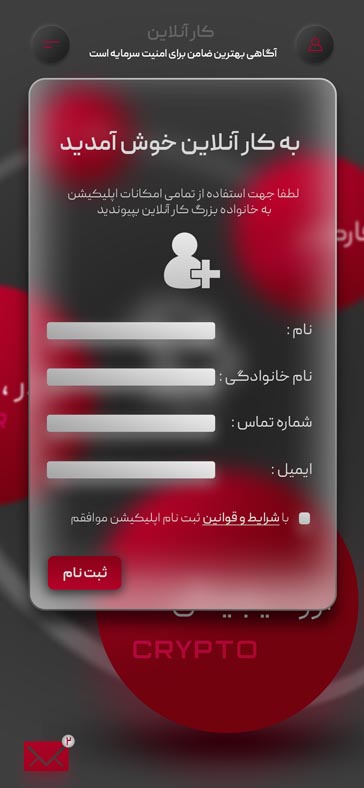 کار آنلاین
آگاهی بهترین ضامن برای امنیت سرمایه است
به کار آنلاین خوش آمدید
لطفا جهت استفاده از تمامی امکانات اپلیکیشن
به خانواده بزرگ کار آنلاین بپیوندید
نام :
نام خانوادگی :
شماره تماس :
ایمیل :
با شرایط و قوانین ثبت نام اپلیکیشن موافقم
ثبت نام
CRYPTO
۲